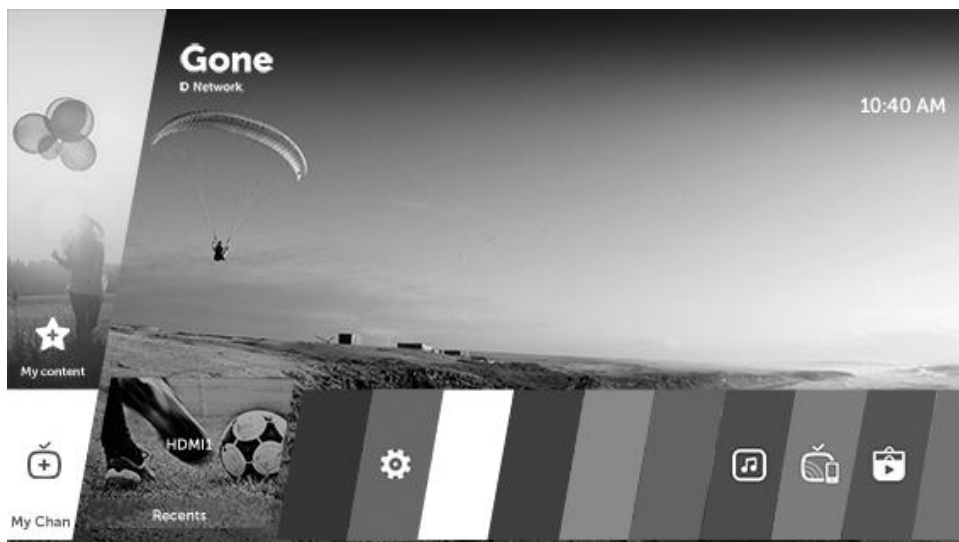 Gone
D Network
10:40 AM
My content
HDMI1
My Chan
Recents